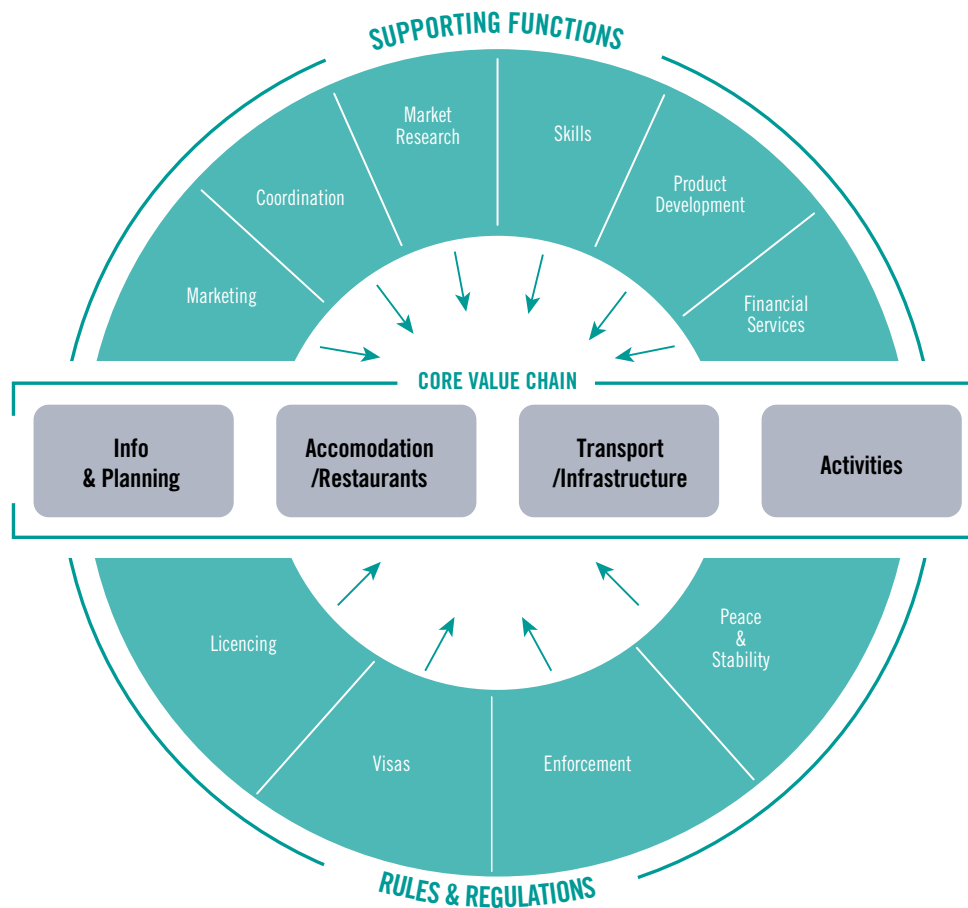 SUPPORTING FUNCTIONS
Market
Research
Skills
Coordination
Product
Development
Marketing
Financial
Services
CORE VALUE CHAIN
Info
& Planning
Accomodation
/Restaurants
Transport
/Infrastructure
Activities
Licencing
Peace
&
Stability
Visas
Enforcement
RULES & REGULATIONS